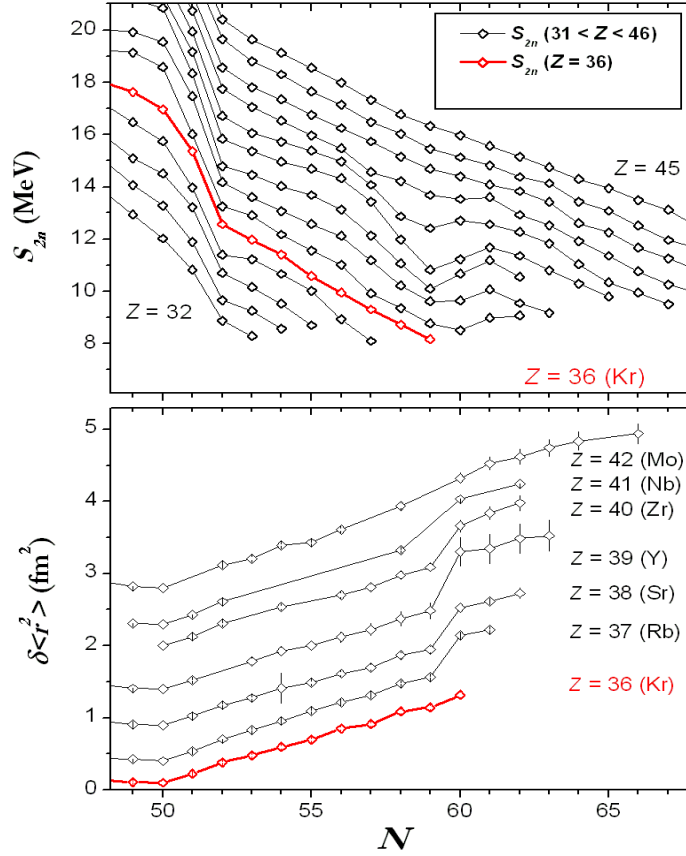 S2n (31 < Z < 46)
S2n (Z = 36)
20
18
16
14
12
10
8
S2n (MeV)
Z = 45
Z = 32
Z = 36 (Kr)
5
4
3
2
1
0
δ<r²> (fm²)
Z = 42 (Mo)
Z = 41 (Nb)
Z = 40 (Zr)
Z = 39 (Y)
Z = 38 (Sr)
Z = 37 (Rb)
Z = 36 (Kr)
50 55 60 65
N